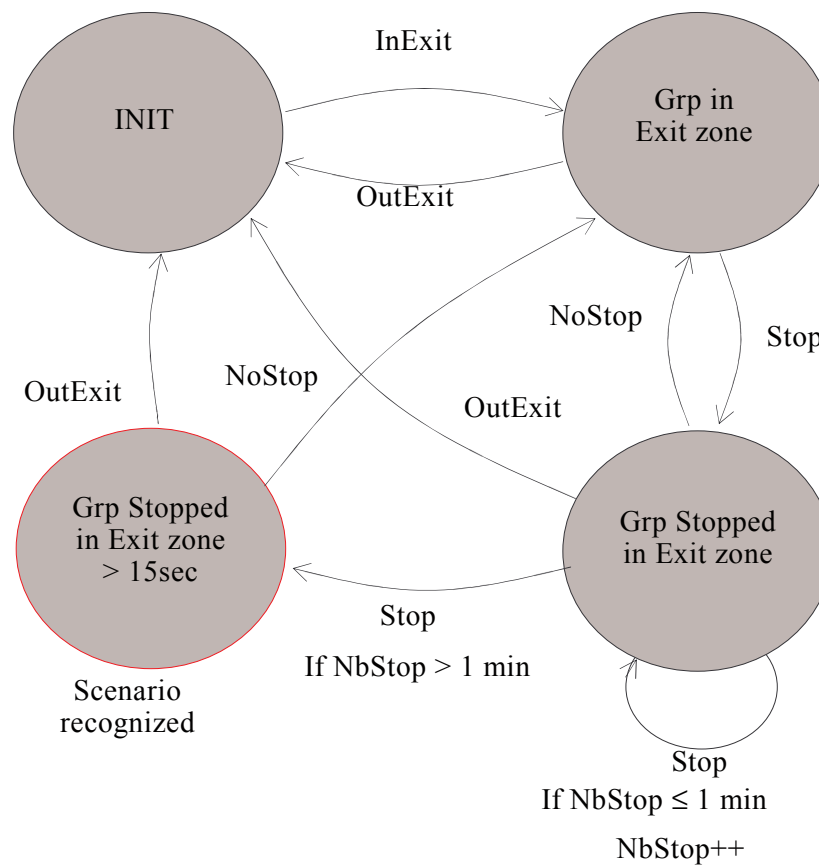 InExit
INIT
Grp in
Exit zone
OutExit
NoStop
Stop
OutExit
NoStop
OutExit
Grp Stopped
in Exit zone
> 15sec
Grp Stopped
in Exit zone
Stop
If NbStop > 1 min
Scenario
recognized
Stop
If NbStop ≤ 1 min
NbStop++